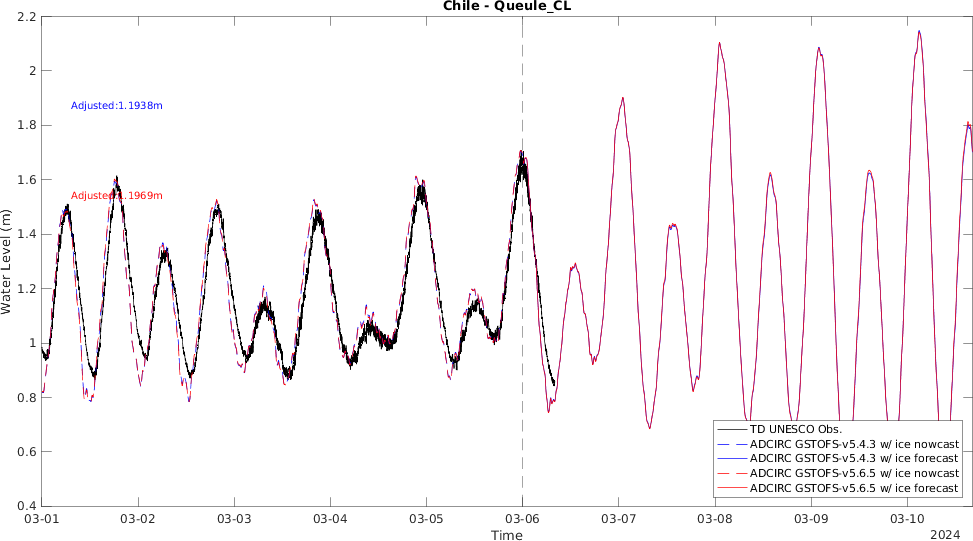 Chile - Queule_CL
2.2
2
1.8
1.6
1.4
1.2
1
0.8
0.6
0.4
Water Level (m)
Adjusted:1.1938m
Adjusted:1.1969m
TD UNESCO Obs.
ADCIRC GSTOFS-v5.4.3 w/ ice nowcast
ADCIRC GSTOFS-v5.4.3 w/ ice forecast
ADCIRC GSTOFS-v5.6.5 w/ ice nowcast
ADCIRC GSTOFS-v5.6.5 w/ ice forecast
03-01 03-02 03-03 03-04 03-05 03-06 03-07 03-08 03-09 03-10
Time
2024